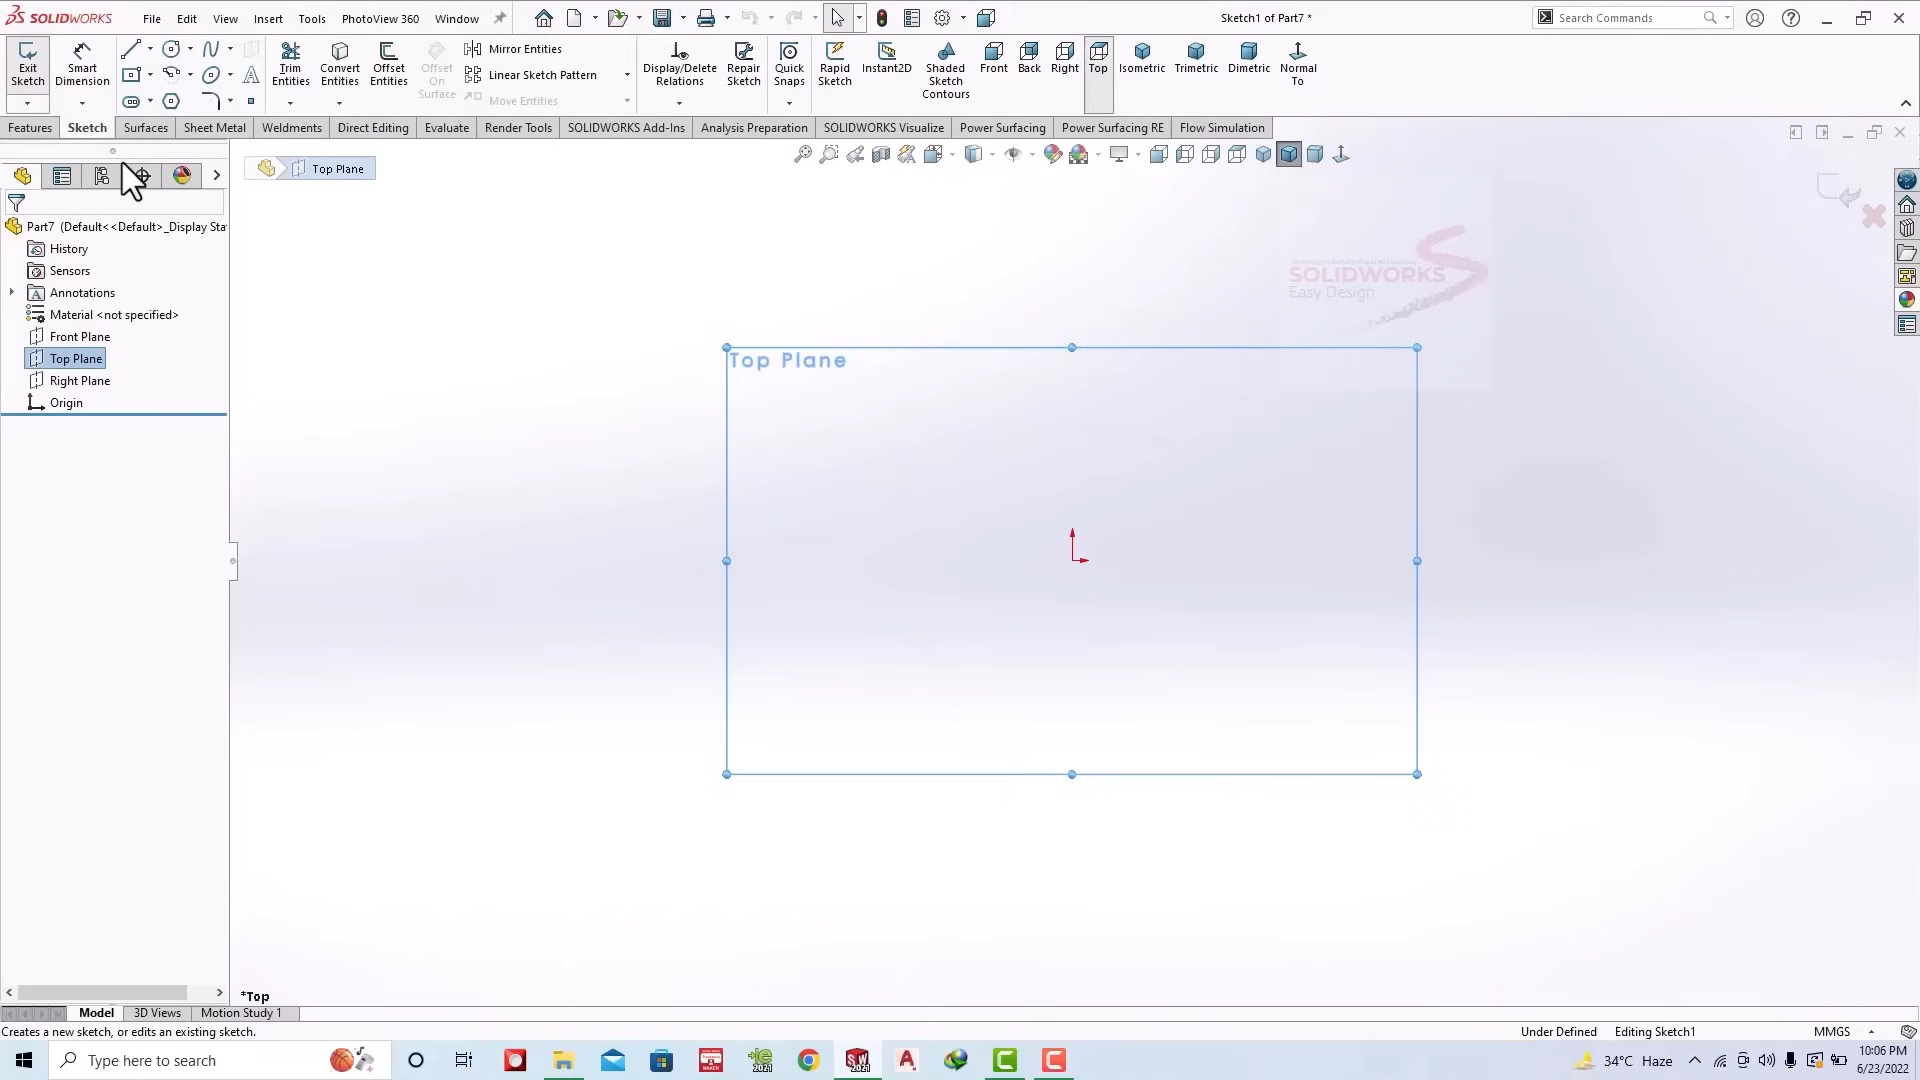 SOLIDWORKS File Edit View Insert Tools PhotoView 360 Window Sketch1 of Part7 * Search Commands
Exit Sketch Smart Dimension Trim Entities Convert Entities Offset Entities Offset On Surface Mirror Entities Linear Sketch Pattern Move Entities Display/Delete Relations Repair Sketch Quick Snaps Rapid Sketch Instant2D Shaded Sketch Contours Front Back Right Top Isometric Trimetric Dimetric Normal To
Features Sketch Surfaces Sheet Metal Weldments Direct Editing Evaluate Render Tools SOLIDWORKS Add-Ins Analysis Preparation SOLIDWORKS Visualize Power Surfacing Power Surfacing RE Flow Simulation
Top Plane
Part7 (Default<<Default>_Display Sta
History
Sensors
Annotations
Material <not specified>
Front Plane
Top Plane
Right Plane
Origin
SOLIDWORKS
Easy Design
Top Plane
*Top
Model 3D Views Motion Study 1
Creates a new sketch, or edits an existing sketch. Under Defined Editing Sketch1 MMGS
Type here to search 34°C Haze 10:06 PM
6/23/2022